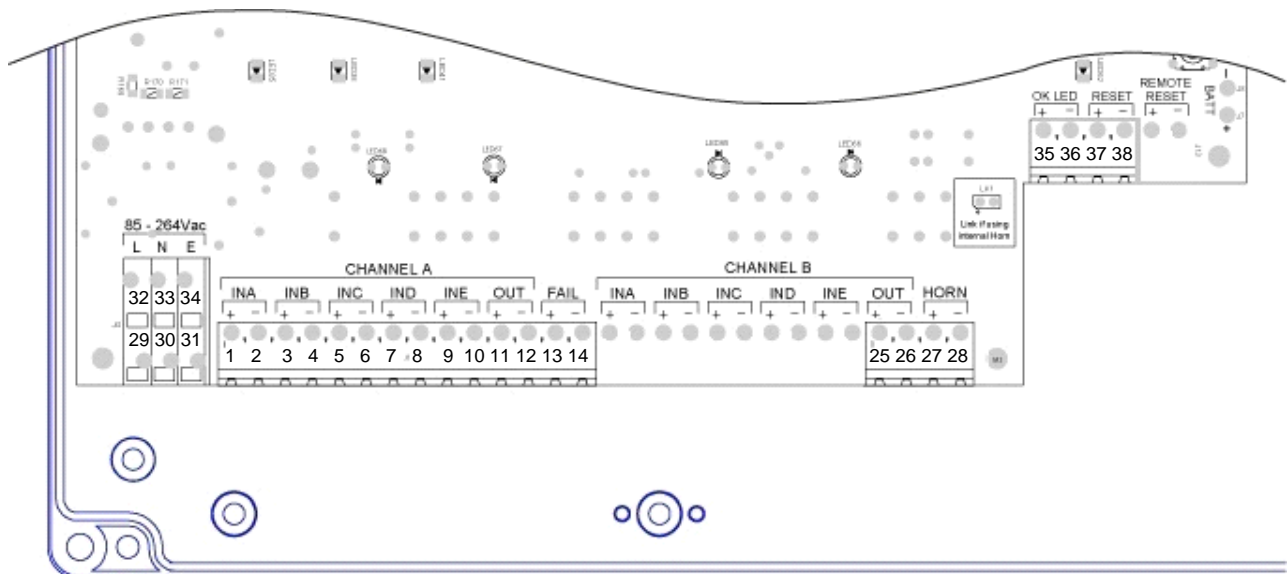 R170 R171
OK LED RESET REMOTE RESET BATT
+ − + − + − − +
35 36 37 38
LK1
Link if using
internal Horn
85 - 264Vac
L N E
CHANNEL A CHANNEL B
INA INB INC IND INE OUT FAIL INA INB INC IND INE OUT HORN
+ − + − + − + − + − + − + − + − + − + − + − + − + − + −
32 33 34
29 30 31
1 2 3 4 5 6 7 8 9 10 11 12 13 14 25 26 27 28